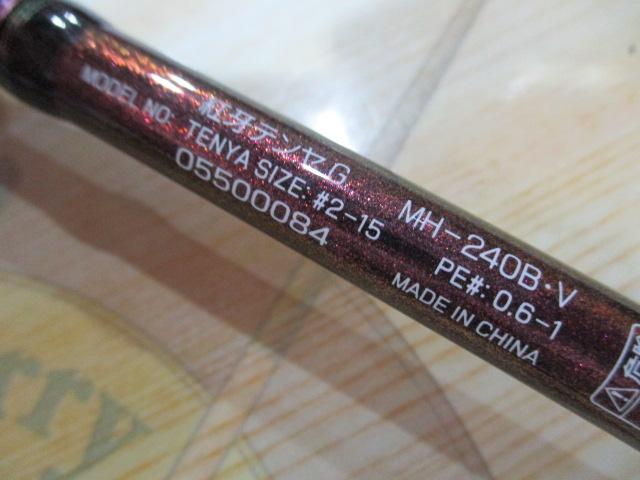 紅牙テンヤG MH-240B・V
TENYA SIZE: #2-15 PE#: 0.6-1
MODEL NO. 05500084 MADE IN CHINA
rry